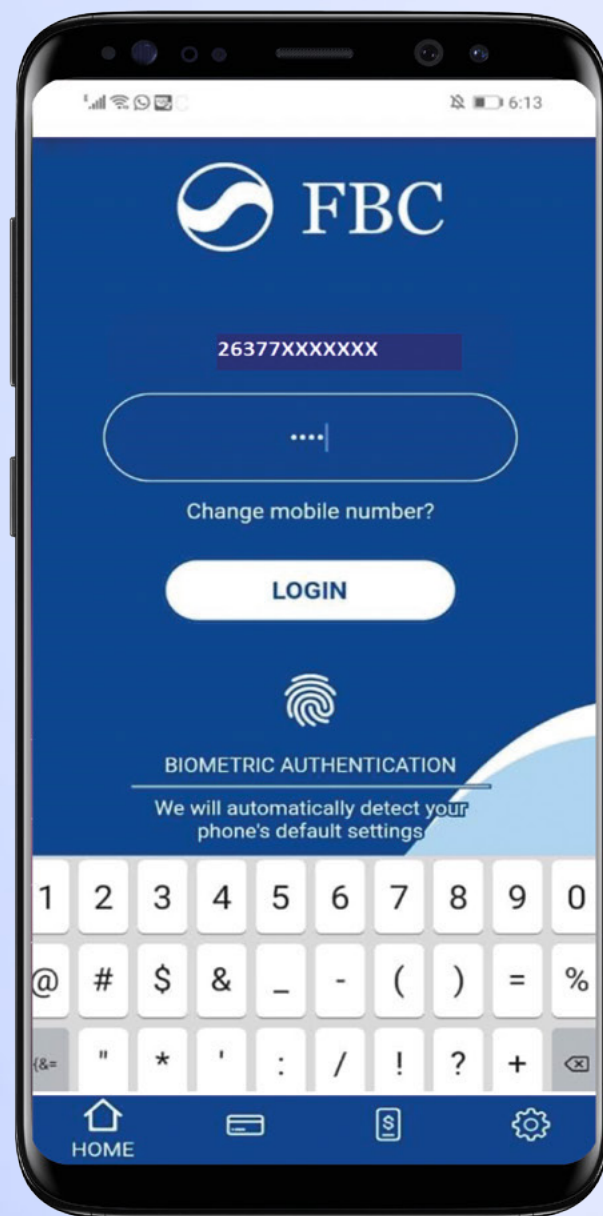 6:13
FBC
26377XXXXXXX
••••
Change mobile number?
LOGIN
BIOMETRIC AUTHENTICATION
We will automatically detect your
phone's default settings
1 2 3 4 5 6 7 8 9 0
@ # $ & _ - ( ) = %
{&= " * ' : / ! ? +
$
HOME